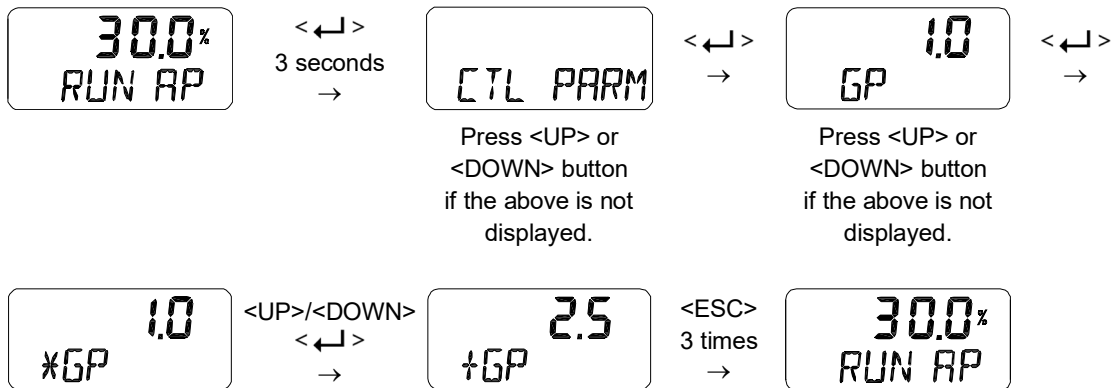 30.0%
RUN AP
<↵>
3 seconds
→
CTL PARM
Press <UP> or
<DOWN> button
if the above is not
displayed.
<↵>
→
1.0
GP
Press <UP> or
<DOWN> button
if the above is not
displayed.
<↵>
→
1.0
*GP
<UP>/<DOWN>
<↵>
→
2.5
+GP
<ESC>
3 times
→
30.0%
RUN AP